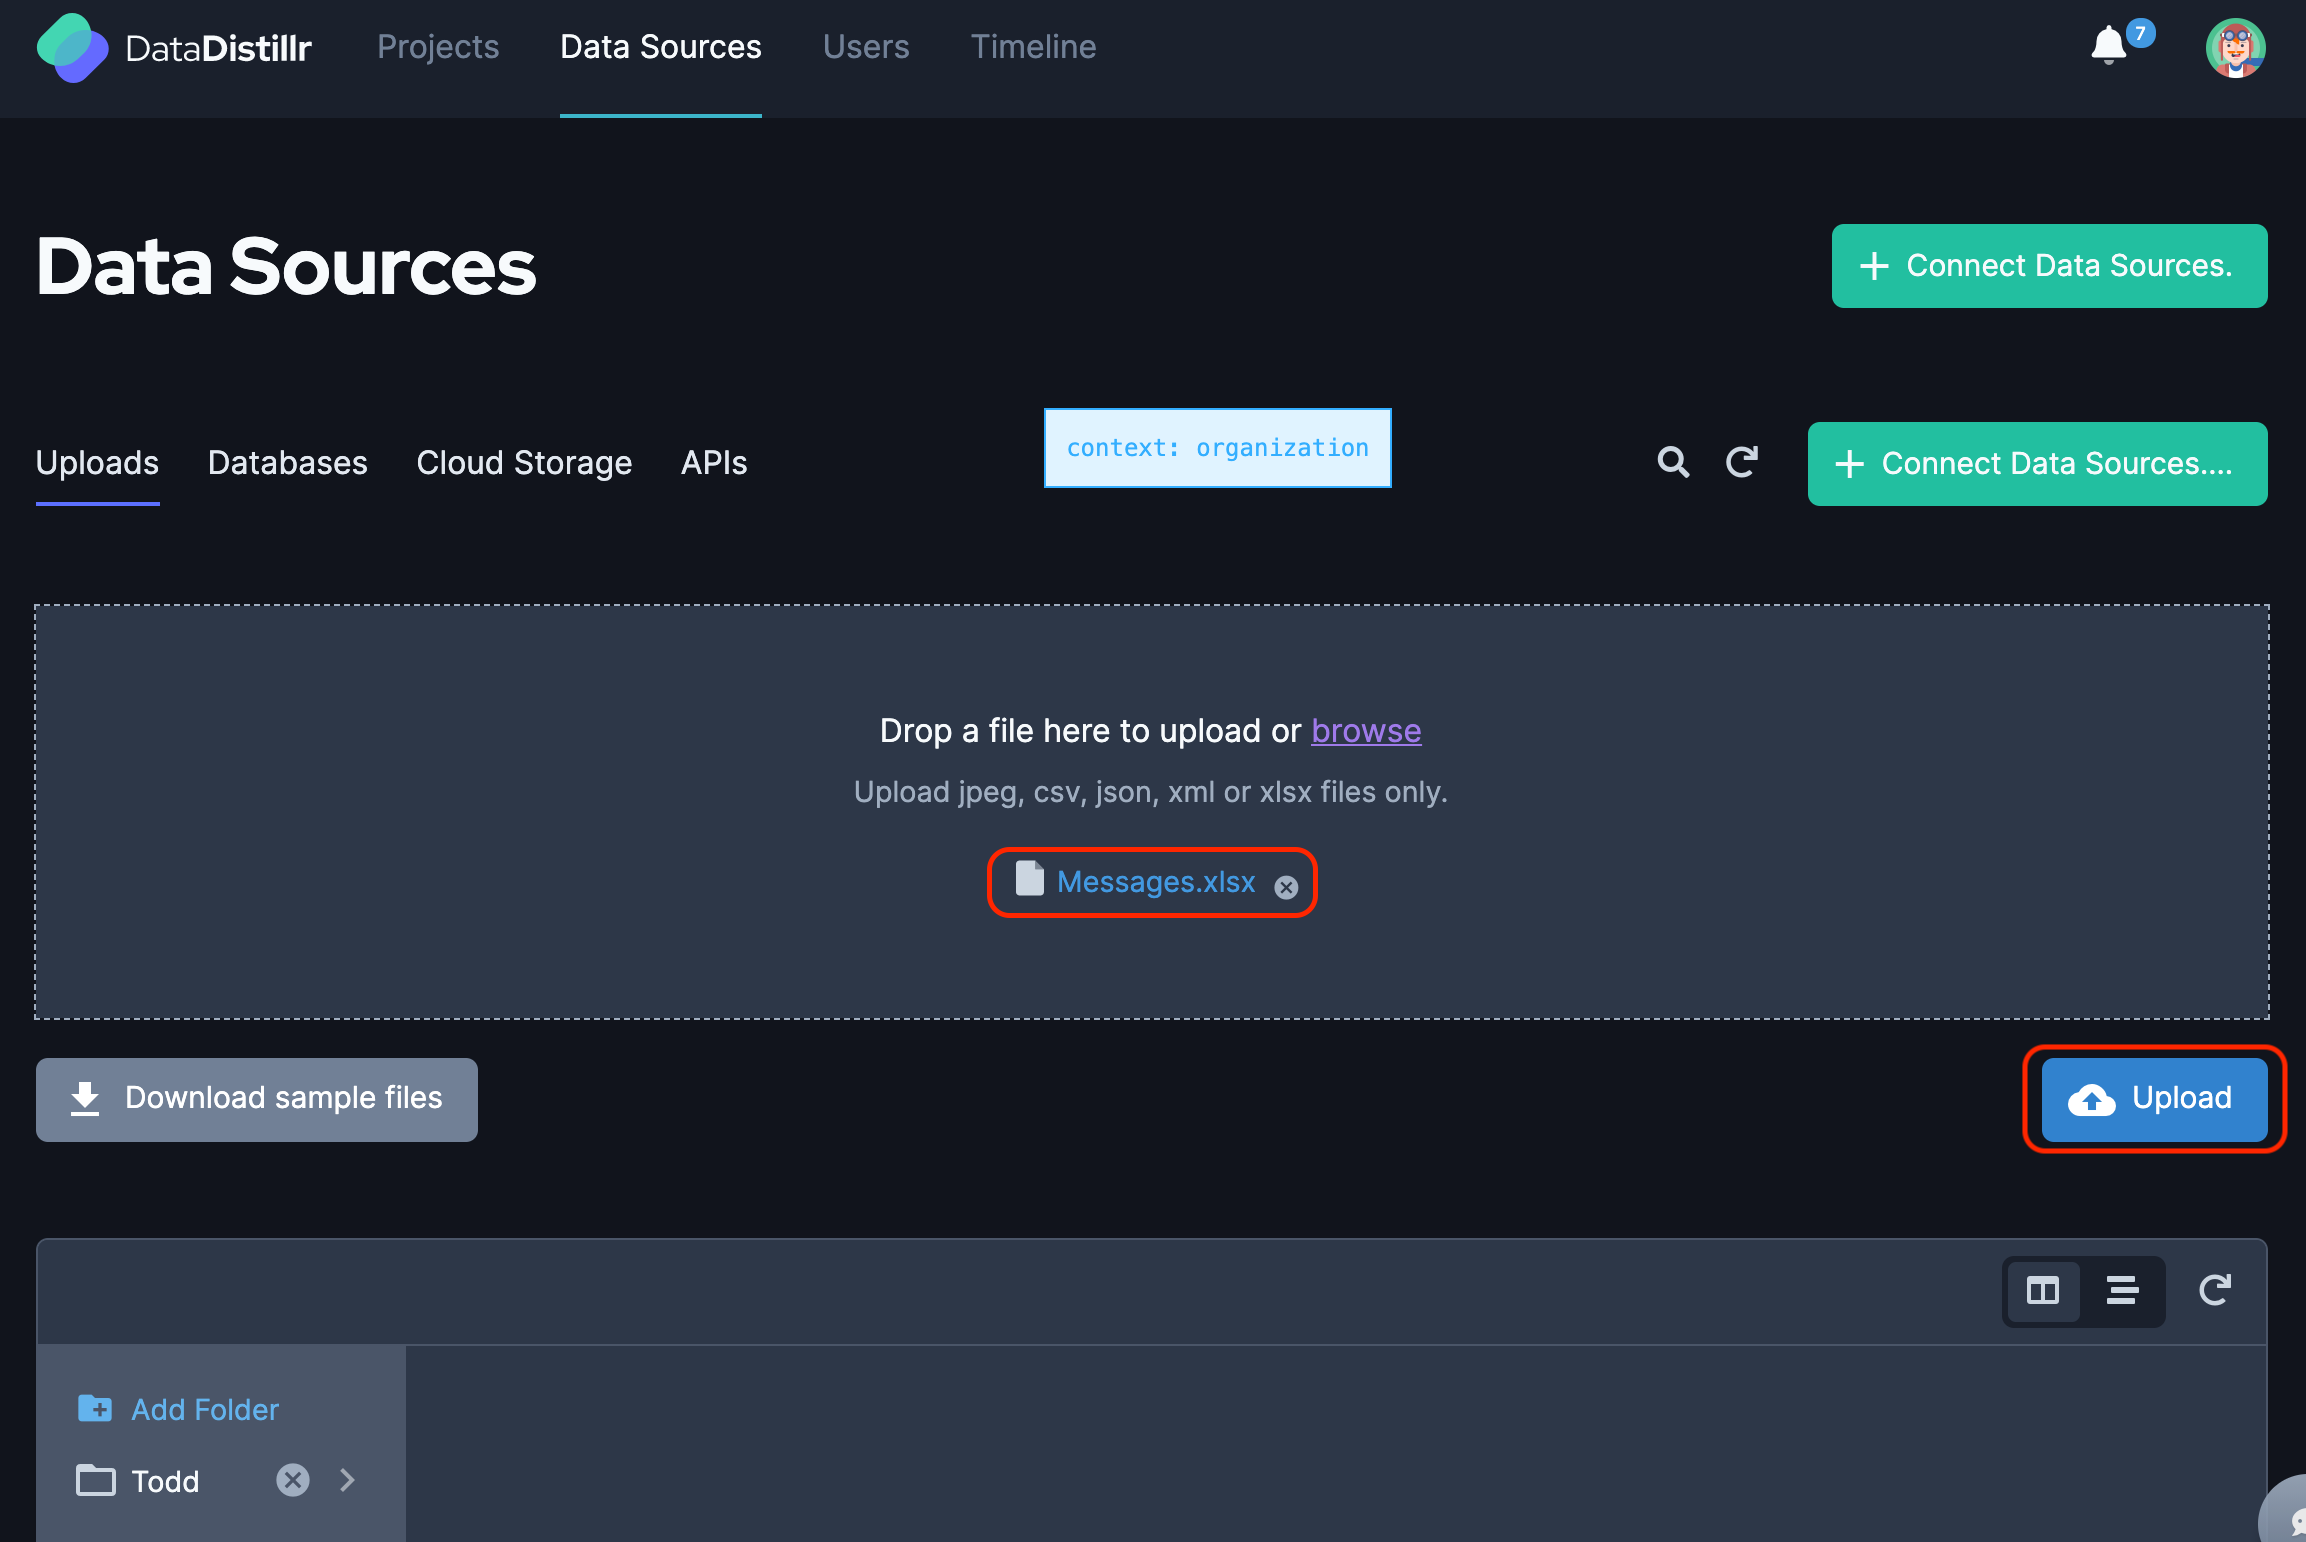 DataDistillr
Projects
Data Sources
Users
Timeline
7
Data Sources
Connect Data Sources.
Uploads
Databases
Cloud Storage
APIs
context: organization
Connect Data Sources....
Drop a file here to upload or browse
Upload jpeg, csv, json, xml or xlsx files only.
Messages.xlsx
Download sample files
Upload
Add Folder
Todd